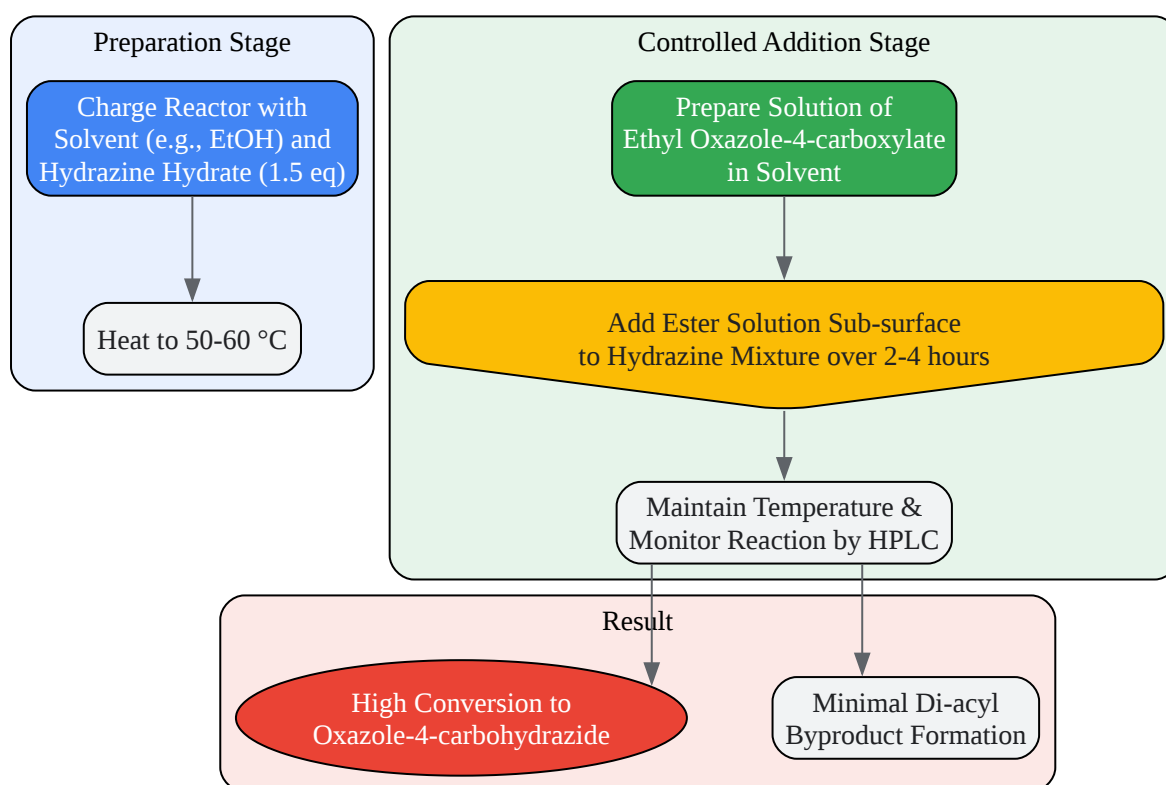 Preparation Stage
Charge Reactor with
Solvent (e.g., EtOH) and
Hydrazine Hydrate (1.5 eq)
Heat to 50-60 °C
Controlled Addition Stage
Prepare Solution of
Ethyl Oxazole-4-carboxylate
in Solvent
Add Ester Solution Sub-surface
to Hydrazine Mixture over 2-4 hours
Maintain Temperature &
Monitor Reaction by HPLC
Result
High Conversion to
Oxazole-4-carbohydrazide
Minimal Di-acyl
Byproduct Formation